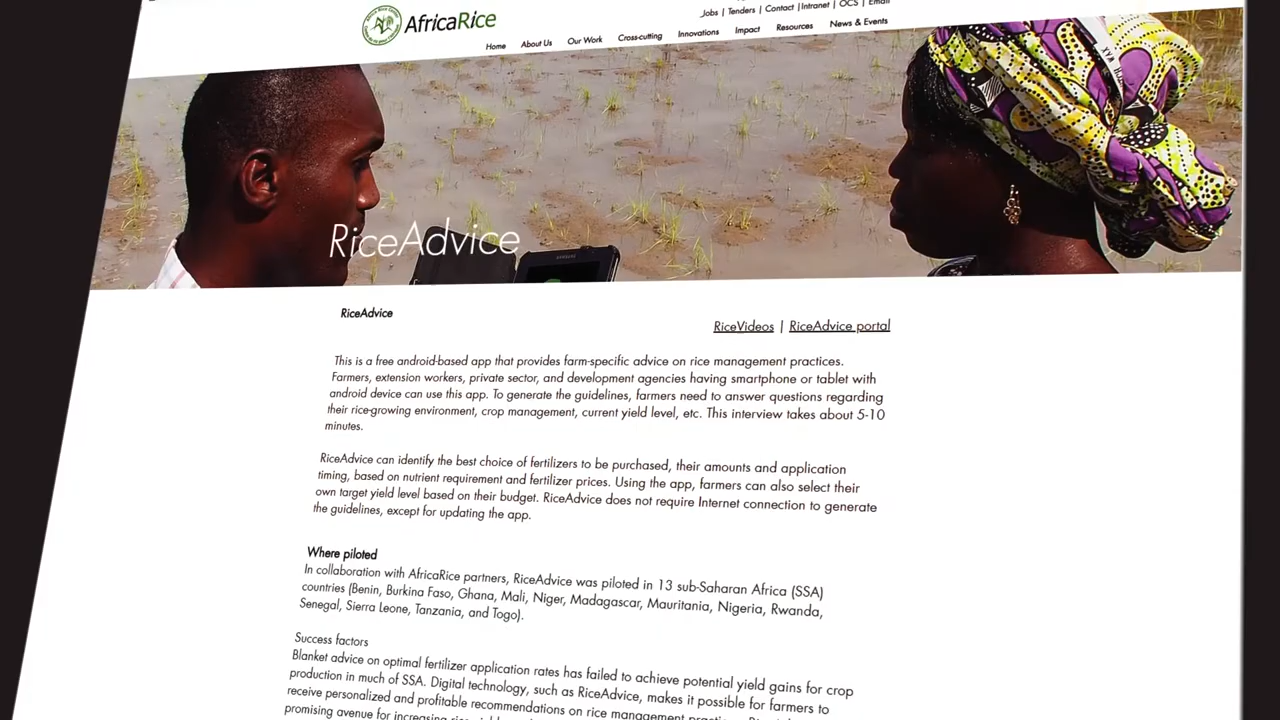 AfricaRice
Jobs | Tenders | Contact | Intranet | OCS | Email
Home About Us Our Work Cross-cutting Innovations Impact Resources News & Events
RiceAdvice
SAMSUNG
RiceAdvice
RiceVideos | RiceAdvice portal
This is a free android-based app that provides farm-specific advice on rice management practices.
Farmers, extension workers, private sector, and development agencies having smartphone or tablet with
android device can use this app. To generate the guidelines, farmers need to answer questions regarding
their rice-growing environment, crop management, current yield level, etc. This interview takes about 5-10
minutes.
RiceAdvice can identify the best choice of fertilizers to be purchased, their amounts and application
timing, based on nutrient requirement and fertilizer prices. Using the app, farmers can also select their
own target yield level based on their budget. RiceAdvice does not require Internet connection to generate
the guidelines, except for updating the app.
Where piloted
In collaboration with AfricaRice partners, RiceAdvice was piloted in 13 sub-Saharan Africa (SSA)
countries (Benin, Burkina Faso, Ghana, Mali, Niger, Madagascar, Mauritania, Nigeria, Rwanda,
Senegal, Sierra Leone, Tanzania, and Togo).
Success factors
Blanket advice on optimal fertilizer application rates has failed to achieve potential yield gains for crop
production in much of SSA. Digital technology, such as RiceAdvice, makes it possible for farmers to
receive personalized and profitable recommendations on rice management
promising avenue for increasing